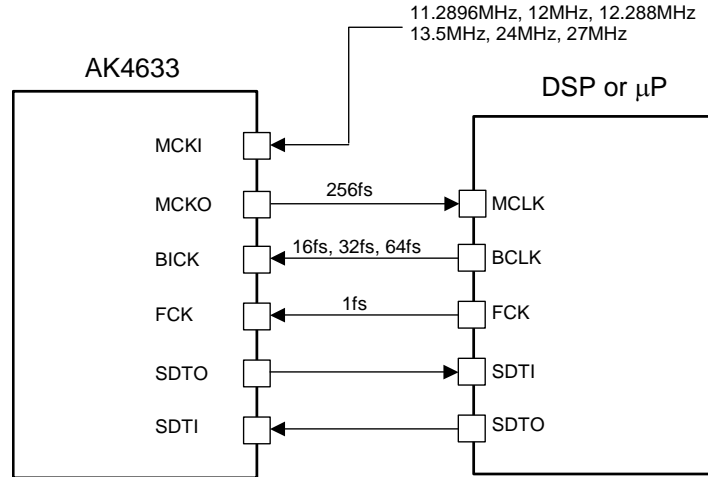 11.2896MHz, 12MHz, 12.288MHz
13.5MHz, 24MHz, 27MHz
AK4633
DSP or μP
MCKI
MCKO
256fs
MCLK
BICK
16fs, 32fs, 64fs
BCLK
FCK
1fs
FCK
SDTO
SDTI
SDTI
SDTO